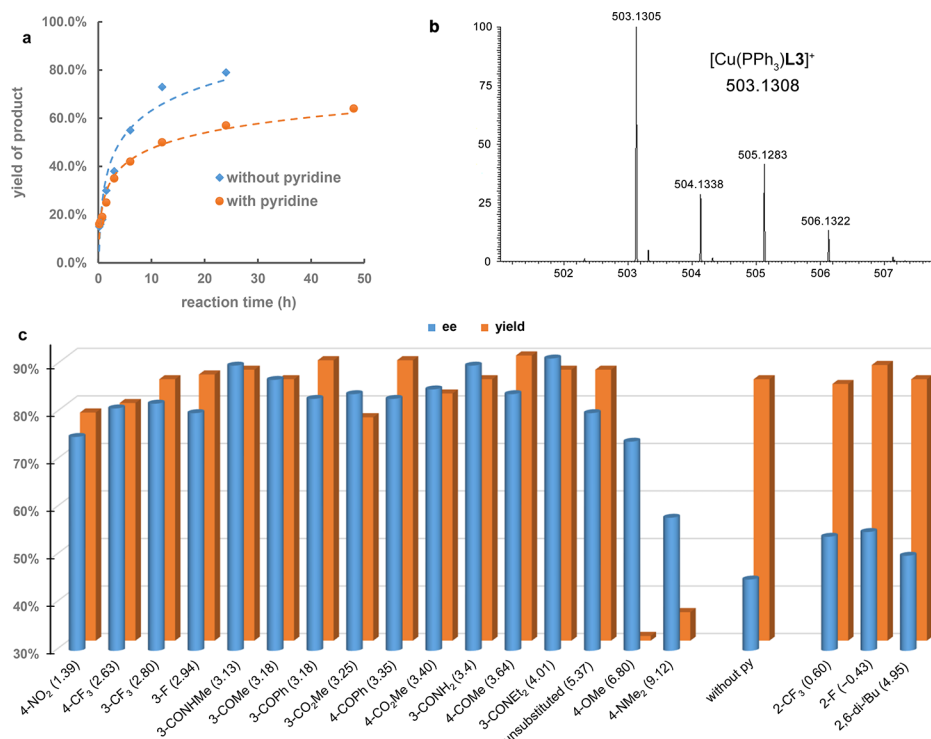 a
100.0%
80.0%
60.0%
40.0%
20.0%
0.0%
yield of product
without pyridine
with pyridine
0 10 20 30 40 50
reaction time (h)
b
100
75
50
25
0
503.1305
[Cu(PPh₃)L3]⁺
503.1308
505.1283
504.1338
506.1322
502 503 504 505 506 507
c
ee yield
90%
80%
70%
60%
50%
40%
30%
4-NO₂ (1.39)
4-CF₃ (2.63)
3-CF₃ (2.80)
3-F (2.94)
3-CONHMe (3.13)
3-COMe (3.18)
3-COPh (3.18)
3-CO₂Me (3.25)
4-COPh (3.35)
4-CO₂Me (3.40)
3-CONH₂ (3.4)
4-COMe (3.64)
3-CONEt₂ (4.01)
unsubstituted (5.37)
4-OMe (6.80)
4-NMe₂ (9.12)
without py
2-CF₃ (0.60)
2-F (−0.43)
2,6-di-tBu (4.95)